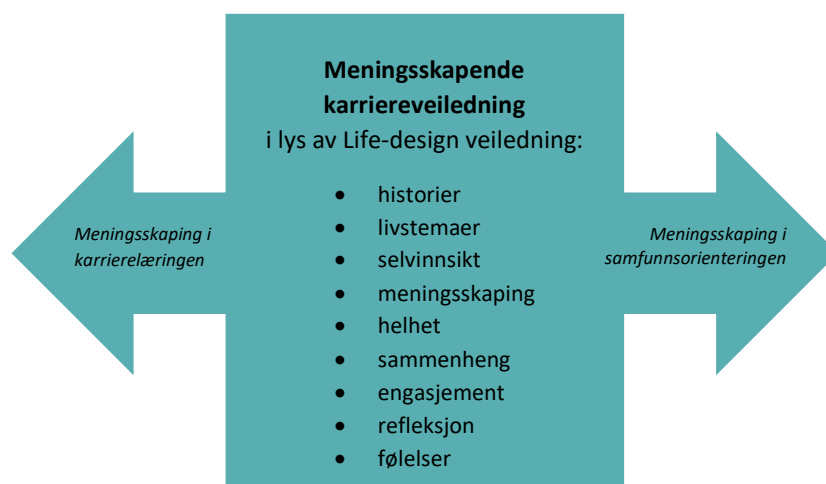 Meningsskapende
karriereveiledning
i lys av Life-design veiledning:
• historier
• livstemaer
• selvinnsikt
• meningsskaping
• helhet
• sammenheng
• engasjement
• refleksjon
• følelser
Meningsskaping i
karrierelæringen
Meningsskaping i
samfunnsorienteringen